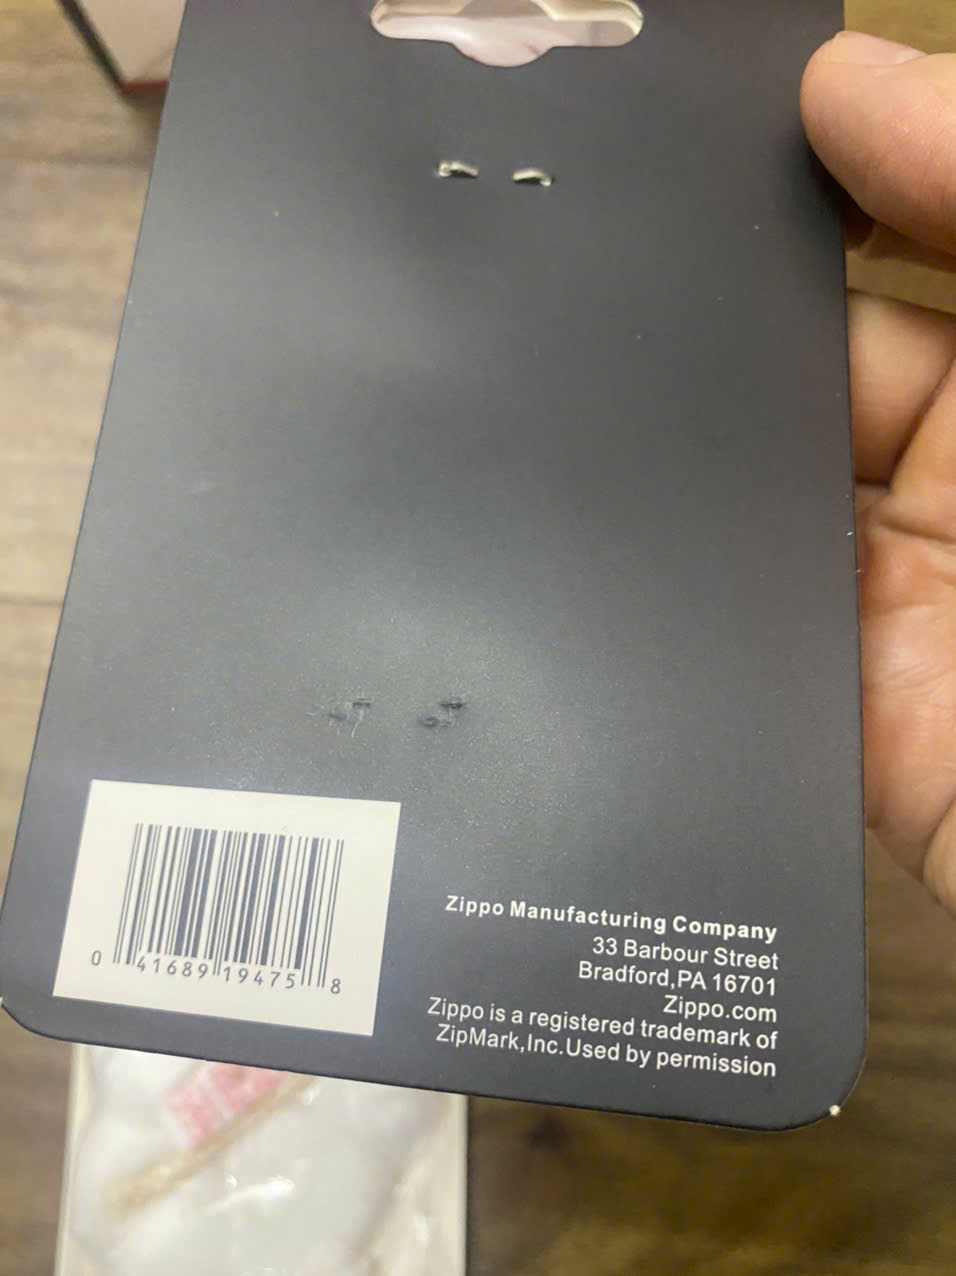 0 41689 19475 8
Zippo Manufacturing Company
33 Barbour Street
Bradford,PA 16701
Zippo.com
Zippo is a registered trademark of
ZipMark,Inc.Used by permission